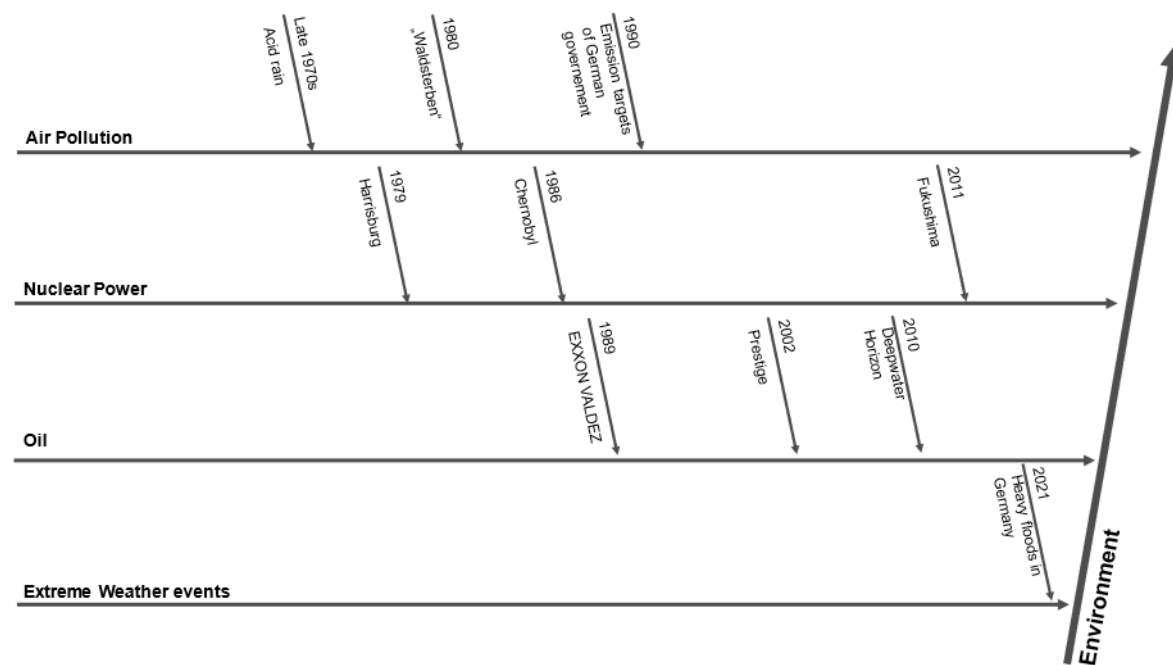 Late 1970s
Acid rain
1980
„Waldsterben“
1990
Emission targets
of German
governement
Air Pollution
1979
Harrisburg
1986
Chernobyl
2011
Fukushima
Nuclear Power
1989
EXXON VALDEZ
2002
Prestige
2010
Deepwater
Horizon
Oil
2021
Heavy floods in
Germany
Extreme Weather events
Environment